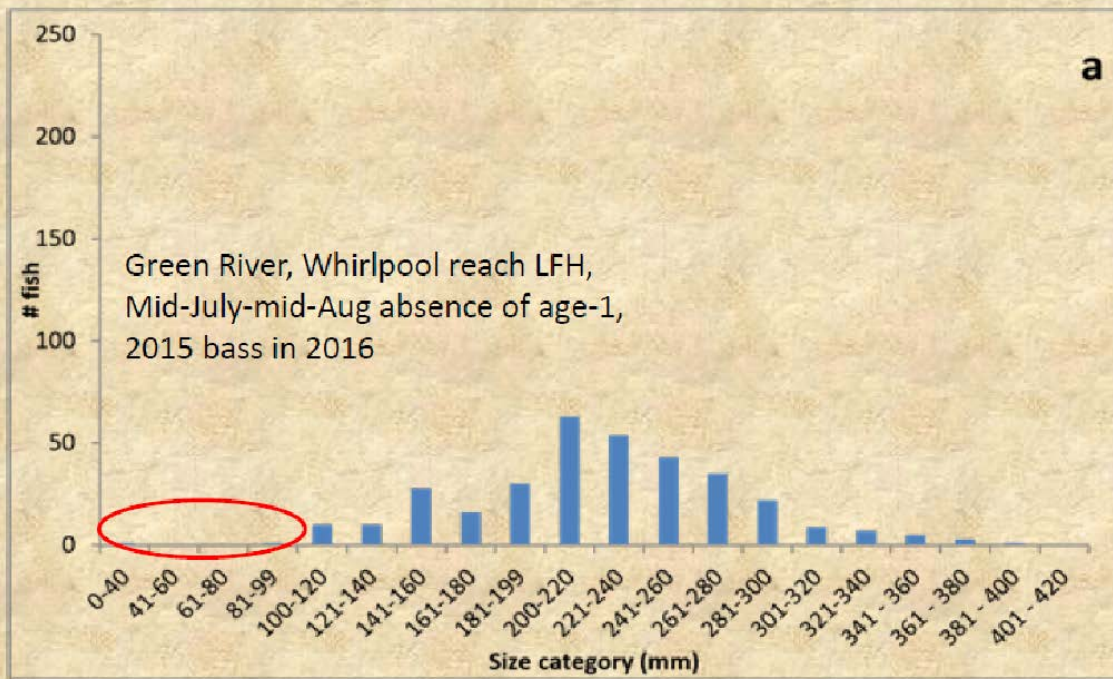 250
a
200
150
# fish
Green River, Whirlpool reach LFH,
Mid-July-mid-Aug absence of age-1,
100
2015 bass in 2016
50
0
0-40
41-60
61-80
81-99
100-120
121-140
141-160
161-180
181-199
200-220
221-240
241-260
261-280
281-300
301-320
321-340
341 - 360
361 - 380
381 - 400
401 - 420
Size category (mm)